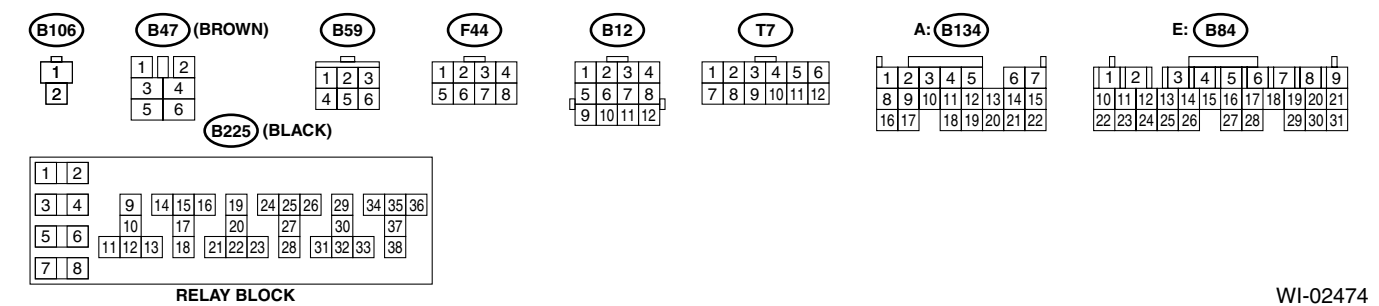 B106 B47 (BROWN) B59 F44 B12 T7 A: B134 E: B84
1 1 2 1 2 3 1 2 3 4 1 2 3 4 1 2 3 4 5 6 1 2 3 4 5 6 7 1 2 3 4 5 6 7 8 9
2 3 4 4 5 6 5 6 7 8 5 6 7 8 7 8 9 10 11 12 8 9 10 11 12 13 14 15 10 11 12 13 14 15 16 17 18 19 20 21
5 6 9 10 11 12 16 17 18 19 20 21 22 22 23 24 25 26 27 28 29 30 31
B225 (BLACK)
1 2
3 4 9 14 15 16 19 24 25 26 29 34 35 36
10 17 20 27 30 37
5 6 11 12 13 18 21 22 23 28 31 32 33 38
7 8
RELAY BLOCK
WI-02474